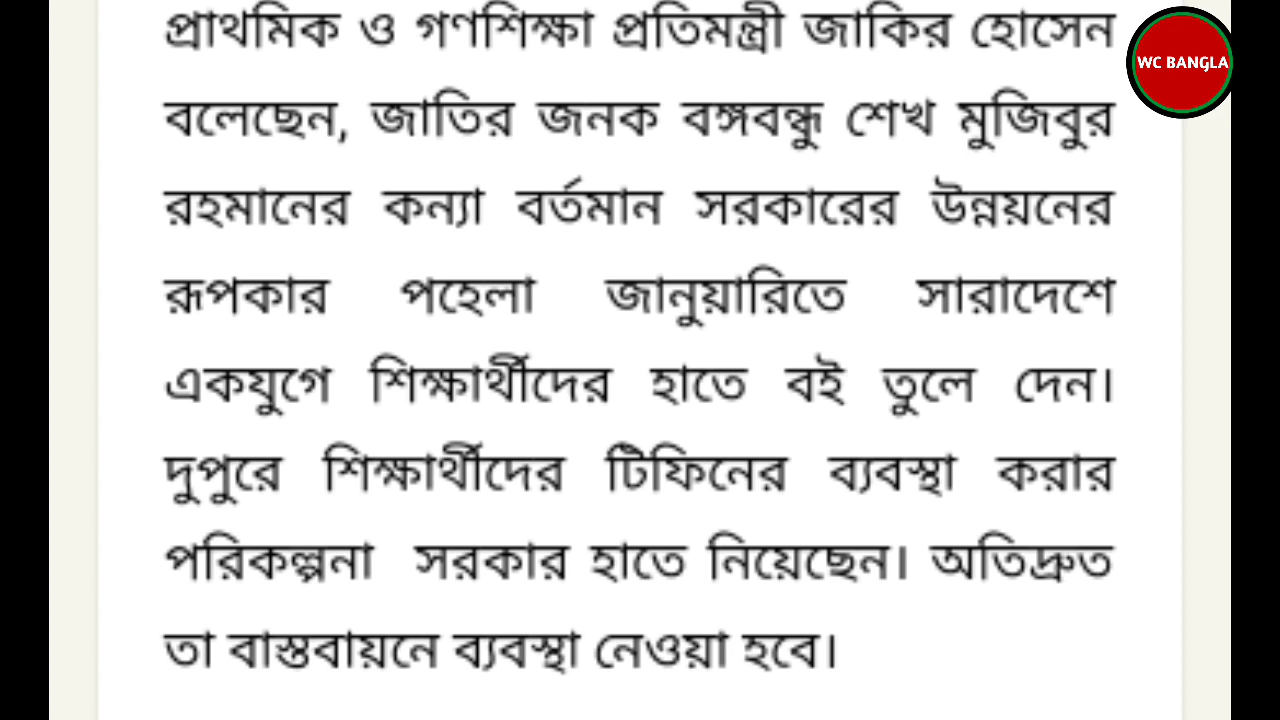 প্রাথমিক ও গণশিক্ষা প্রতিমন্ত্রী জাকির হোসেন
WC BANGLA
বলেছেন, জাতির জনক বঙ্গবন্ধু শেখ মুজিবুর
রহমানের কন্যা বর্তমান সরকারের উন্নয়নের
রূপকার পহেলা জানুয়ারিতে সারাদেশে
একযুগে শিক্ষার্থীদের হাতে বই তুলে দেন।
দুপুরে শিক্ষার্থীদের টিফিনের ব্যবস্থা করার
পরিকল্পনা সরকার হাতে নিয়েছেন। অতিদ্রুত
তা বাস্তবায়নে ব্যবস্থা নেওয়া হবে।